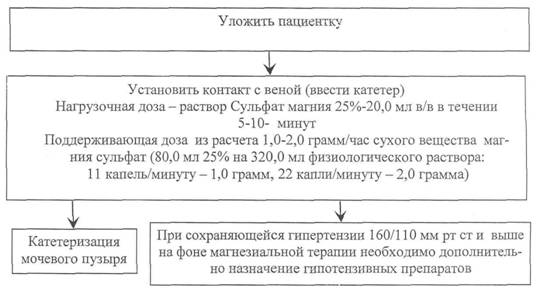 Уложить пациентку
Установить контакт с веной (ввести катетер)
Нагрузочная доза – раствор Сульфат магния 25%-20,0 мл в/в в течении
5-10- минут
Поддерживающая доза из расчета 1,0-2,0 грамм/час сухого вещества маг-
ния сульфат (80,0 мл 25% на 320,0 мл физиологического раствора:
11 капель/минуту – 1,0 грамм, 22 капли/минуту – 2,0 грамма)
Катетеризация
мочевого пузыря
При сохраняющейся гипертензии 160/110 мм рт ст и выше
на фоне магнезиальной терапии необходимо дополнитель-
но назначение гипотензивных препаратов